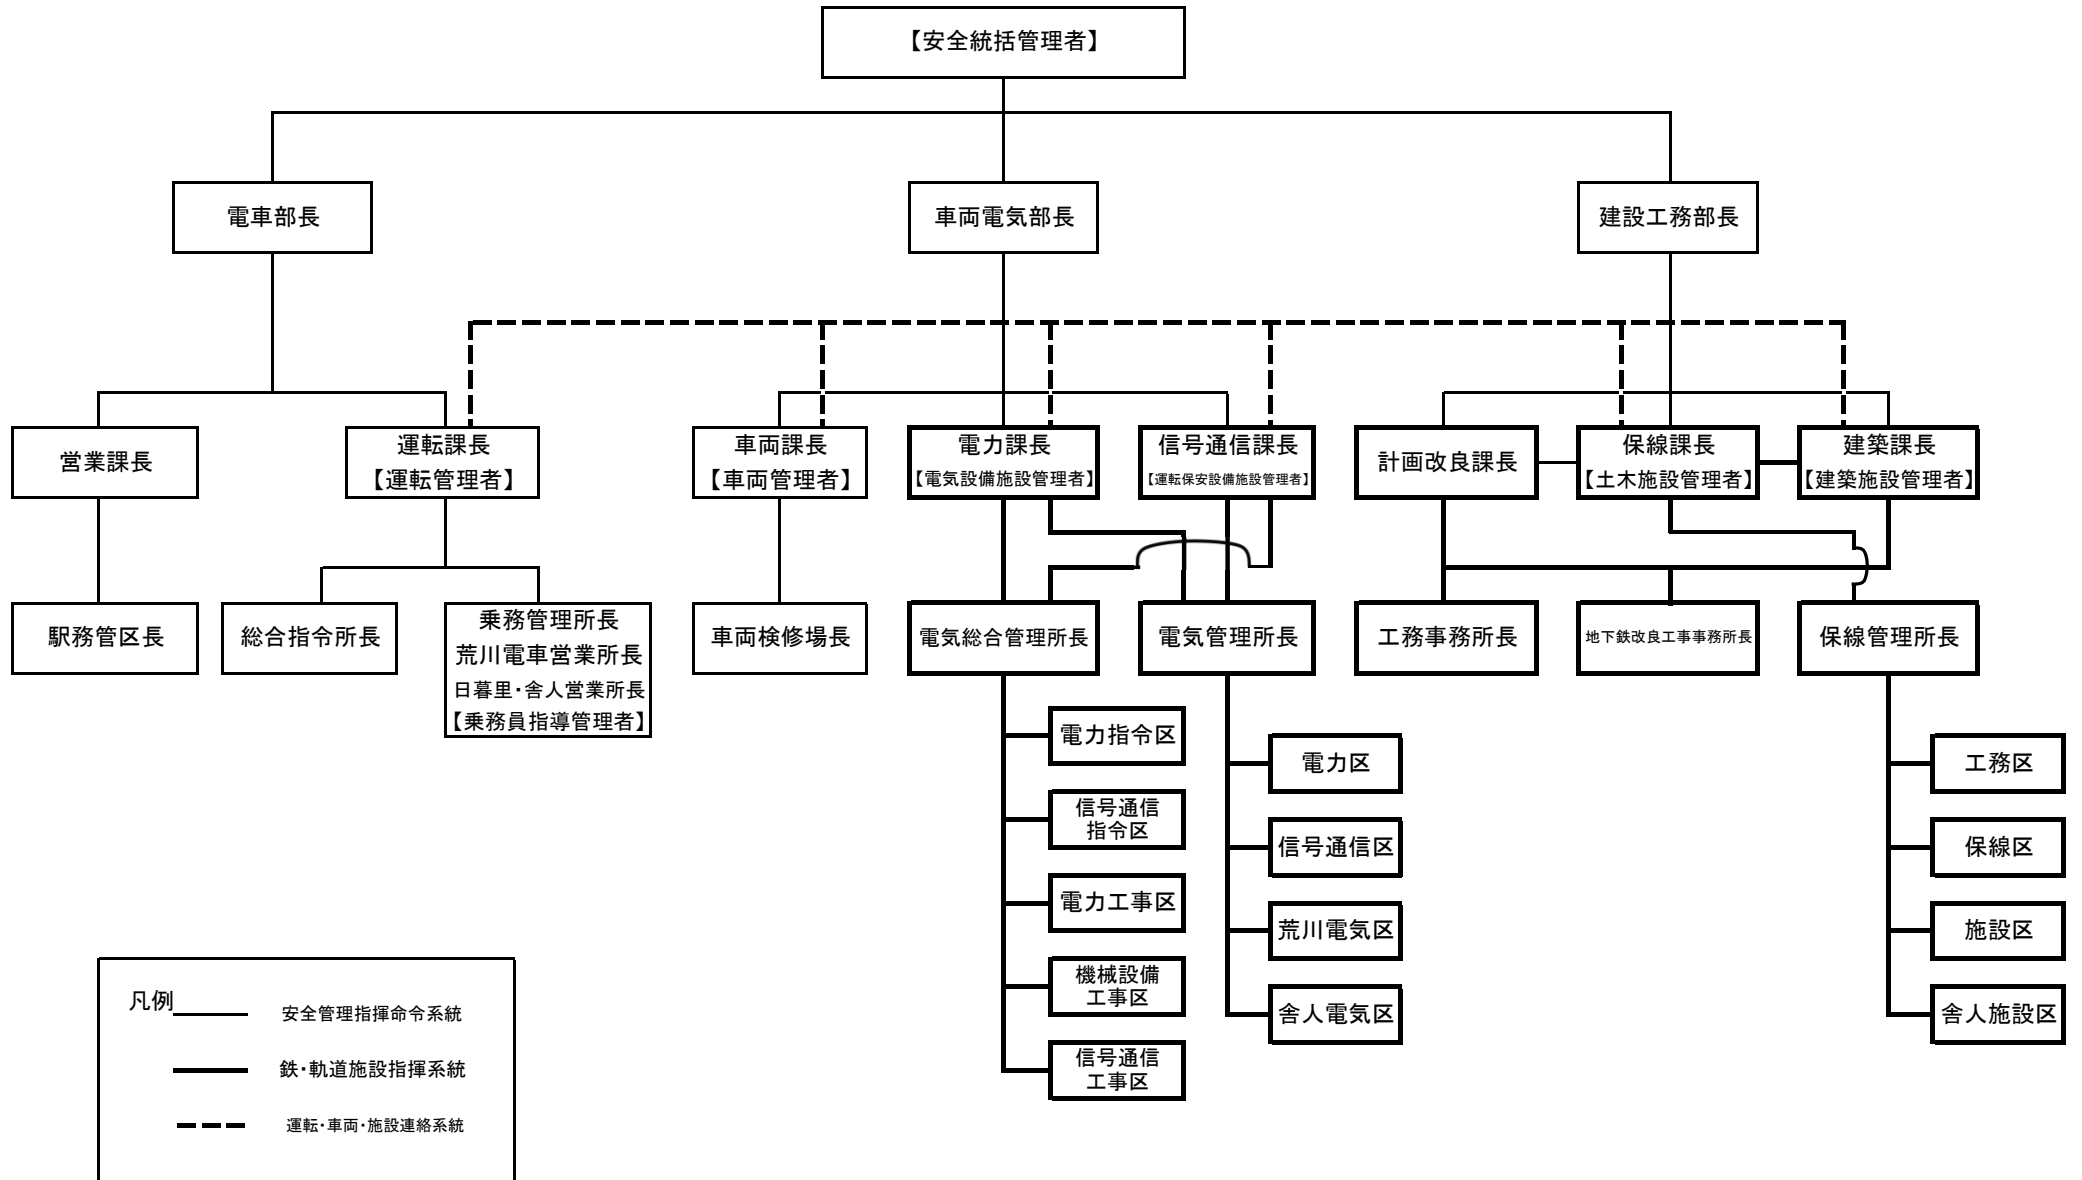 【安全統括管理者】
電車部長
車両電気部長
建設工務部長
営業課長
運転課長
【運転管理者】
車両課長
【車両管理者】
電力課長
【電気設備施設管理者】
信号通信課長
【運転保安設備施設管理者】
計画改良課長
保線課長
【土木施設管理者】
建築課長
【建築施設管理者】
駅務管区長
総合指令所長
乗務管理所長
荒川電車営業所長
日暮里・舎人営業所長
【乗務員指導管理者】
車両検修場長
電気総合管理所長
電気管理所長
工務事務所長
地下鉄改良工事事務所長
保線管理所長
電力指令区
信号通信
指令区
電力工事区
機械設備
工事区
信号通信
工事区
電力区
信号通信区
荒川電気区
舎人電気区
工務区
保線区
施設区
舎人施設区
凡例
安全管理指揮命令系統
鉄・軌道施設指揮系統
運転・車両・施設連絡系統